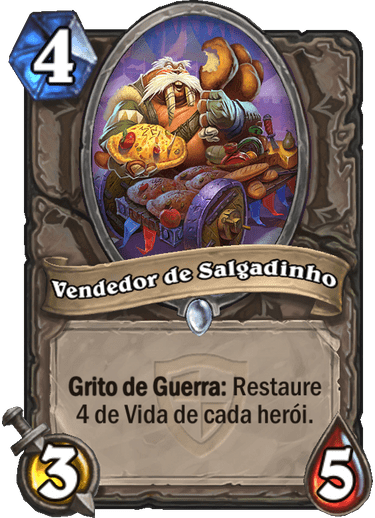 4
Vendedor de Salgadinho
Grito de Guerra: Restaure
4 de Vida de cada herói.
3
5